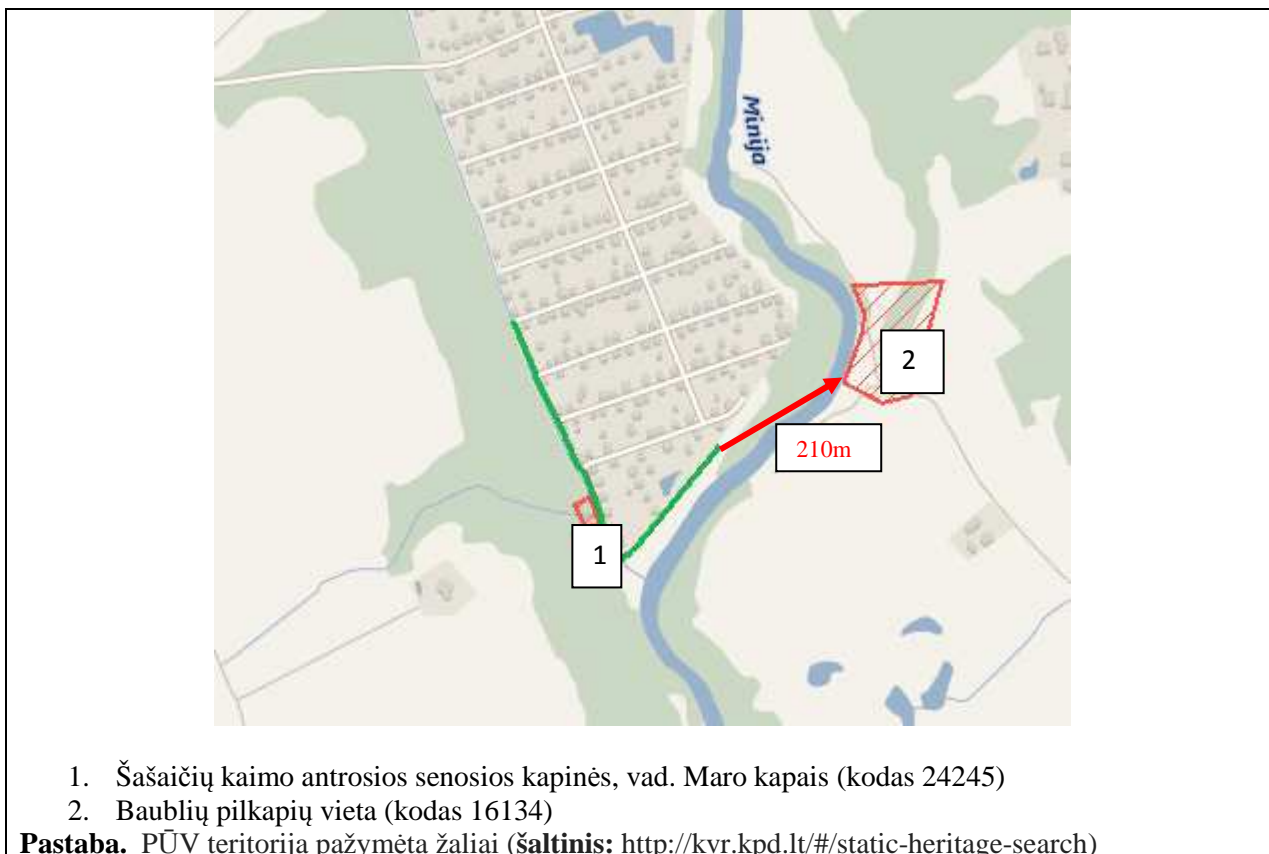 Minija
2
210m
1
1. Šašaičių kaimo antrosios senosios kapinės, vad. Maro kapais (kodas 24245)
2. Baublių pilkapių vieta (kodas 16134)
Pastaba. PŪV teritorija pažymėta žaliai (šaltinis: http://kvr.kpd.lt/#/static-heritage-search)